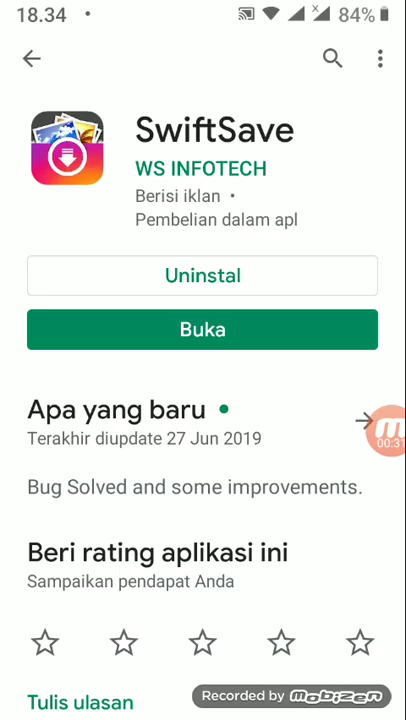 18.34
84%
SwiftSave
WS INFOTECH
Berisi iklan •
Pembelian dalam apl
Uninstal
Buka
Apa yang baru
Terakhir diupdate 27 Jun 2019
00:31
Bug Solved and some improvements.
Beri rating aplikasi ini
Sampaikan pendapat Anda
Tulis ulasan
Recorded by Mobizen